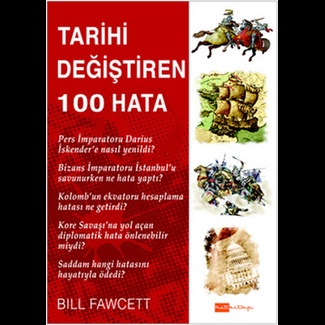 TARİHİ
DEĞİŞTİREN
100 HATA
Pers İmparatoru Darius
İskender'e nasıl yenildi?
Bizans İmparatoru İstanbul'u
savunurken ne hata yaptı?
Kolomb'un ekvatoru hesaplama
hatası ne getirdi?
Kore Savaşı'na yol açan
diplomatik hata önlenebilir
miydi?
Saddam hangi hatasını
hayatıyla ödedi?
BILL FAWCETT